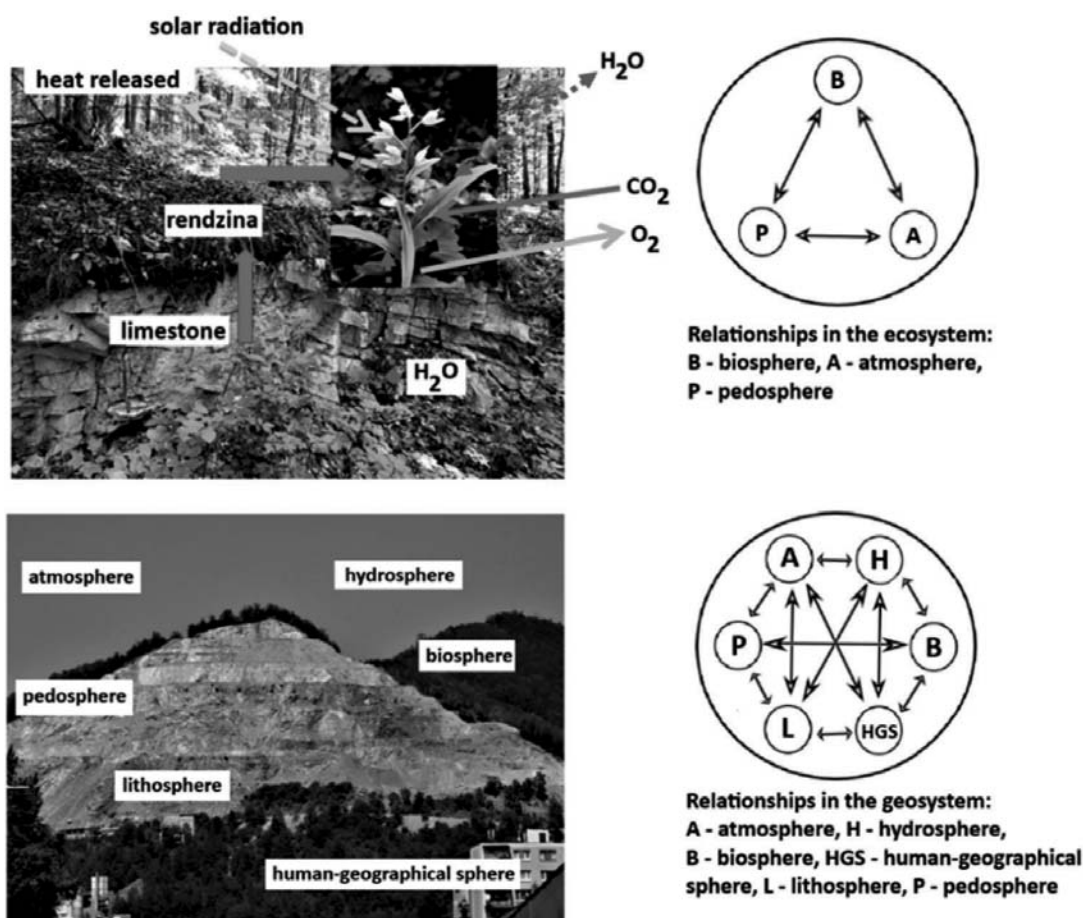 solar radiation
heat released
H₂O
rendzina
CO₂
O₂
limestone
H₂O
B
P
A
Relationships in the ecosystem:
B - biosphere, A - atmosphere,
P - pedosphere
atmosphere
hydrosphere
biosphere
pedosphere
lithosphere
human-geographical sphere
A
H
P
B
L
HGS
Relationships in the geosystem:
A - atmosphere, H - hydrosphere,
B - biosphere, HGS - human-geographical
sphere, L - lithosphere, P - pedosphere